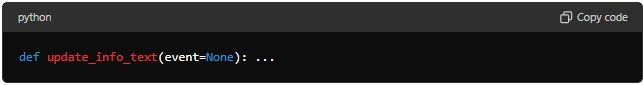 python Copy code
def update_info_text(event=None): ...